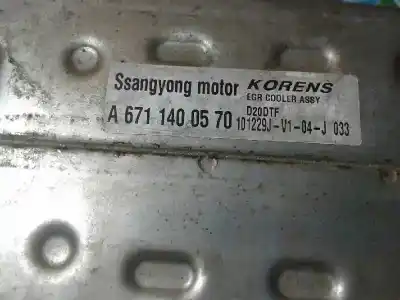 Ssangyong motor KORENS
EGR COOLER ASSY
A 671 140 05 70 D20DTF
101229J-V1-04-J 033